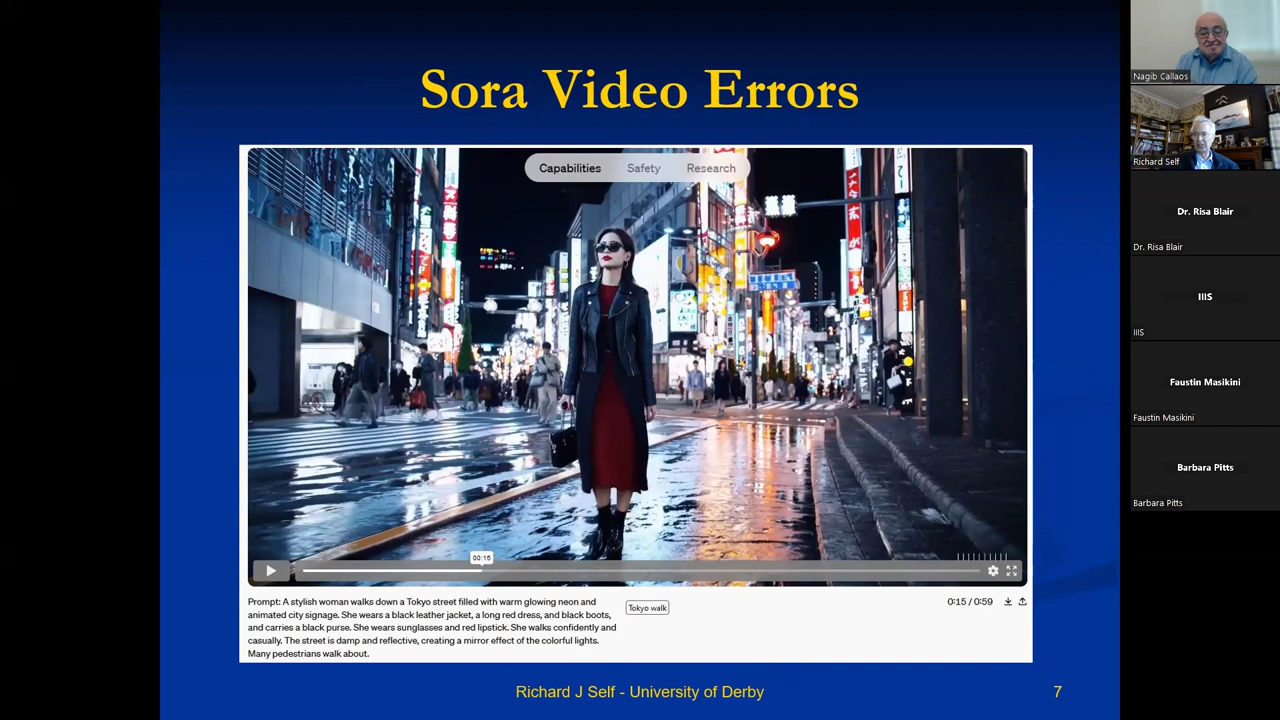 Sora Video Errors
Capabilities Safety Research
00:15
Prompt: A stylish woman walks down a Tokyo street filled with warm glowing neon and
animated city signage. She wears a black leather jacket, a long red dress, and black boots,
and carries a black purse. She wears sunglasses and red lipstick. She walks confidently and
casually. The street is damp and reflective, creating a mirror effect of the colorful lights.
Many pedestrians walk about.
Tokyo walk
0:15 / 0:59
Richard J Self - University of Derby
7
Nagib Callaos
Richard Self
Dr. Risa Blair
Dr. Risa Blair
IIIS
IIIS
Faustin Masikini
Faustin Masikini
Barbara Pitts
Barbara Pitts